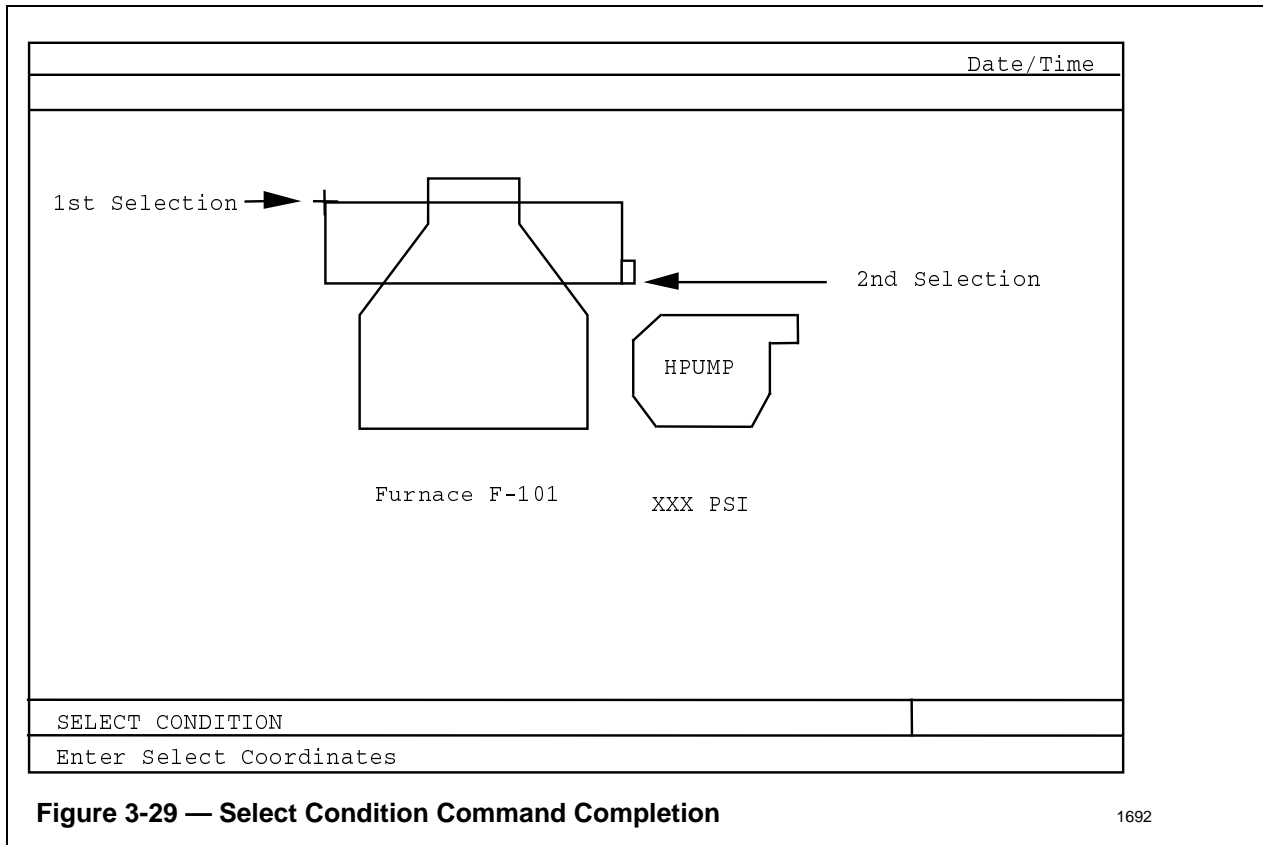 Date/Time
1st Selection
2nd Selection
HPUMP
Furnace F-101
XXX PSI
SELECT CONDITION
Enter Select Coordinates
Figure 3-29 — Select Condition Command Completion
1692